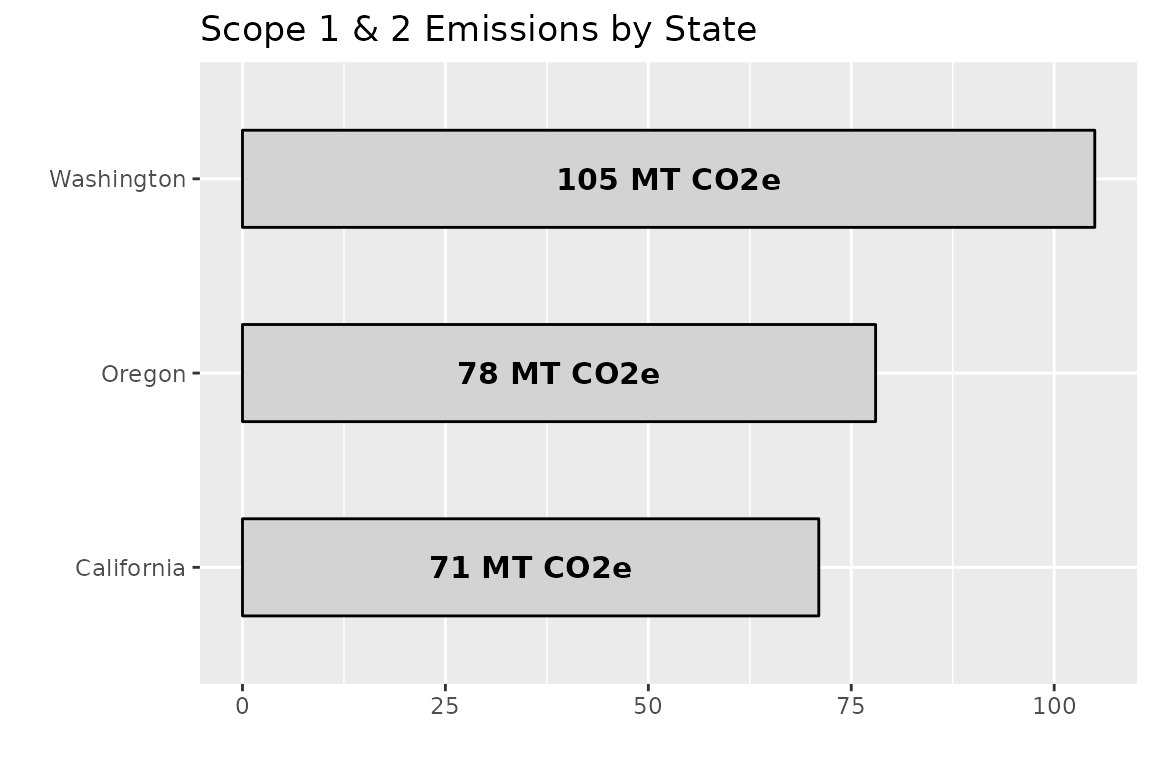 Scope 1 & 2 Emissions by State
Washington
105 MT CO2e
Oregon
78 MT CO2e
California
71 MT CO2e
0 25 50 75 100